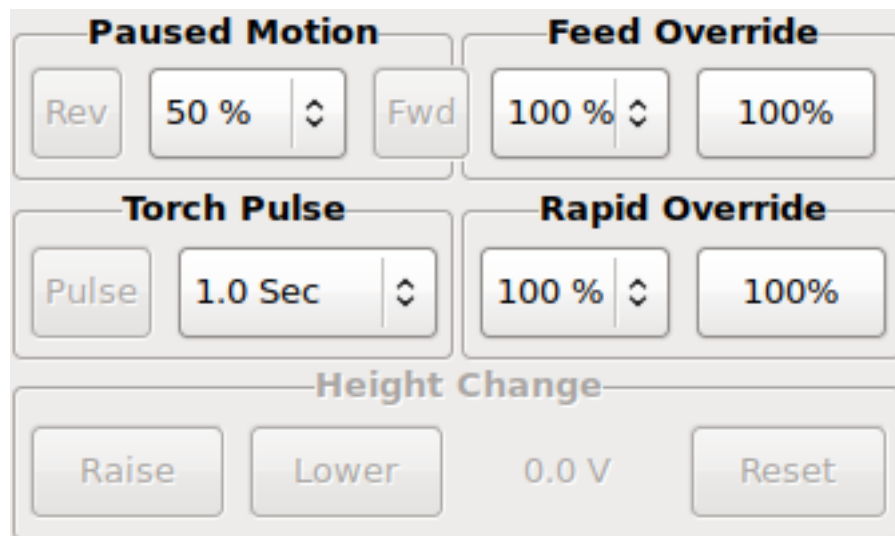 Paused Motion Feed Override
Rev 50 % Fwd 100 % 100%
Torch Pulse Rapid Override
Pulse 1.0 Sec 100 % 100%
Height Change
Raise Lower 0.0 V Reset